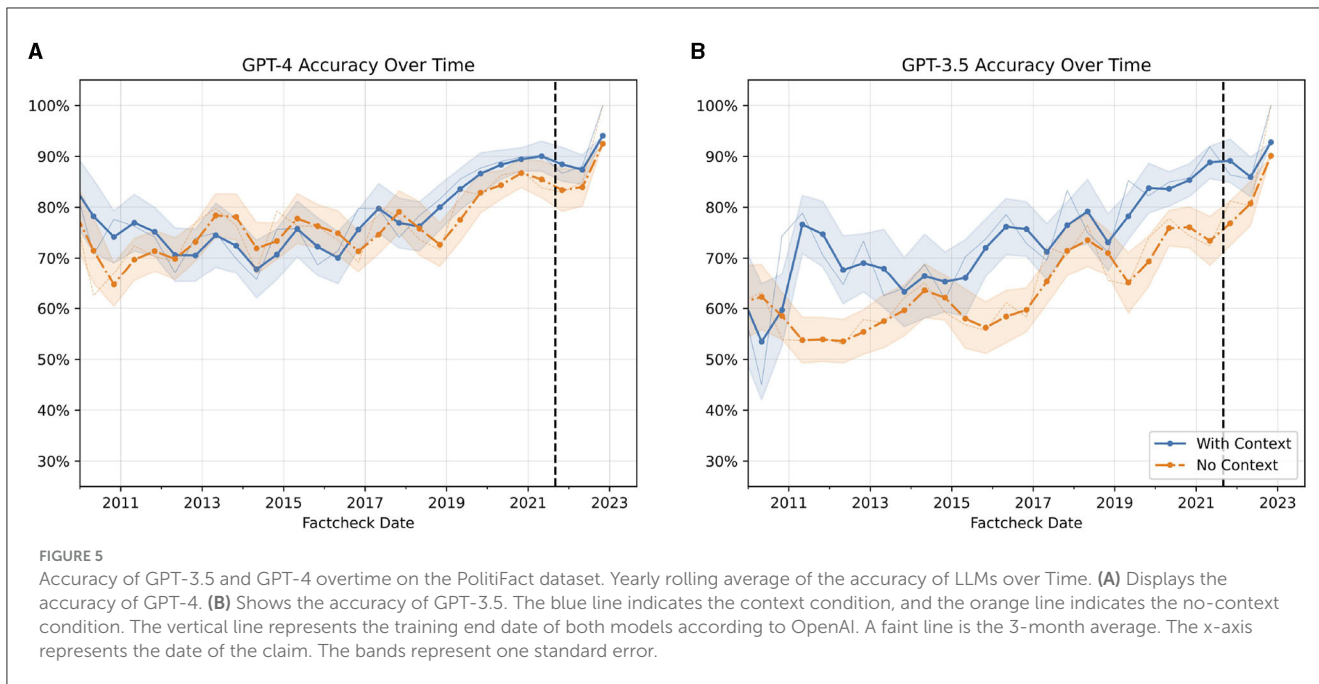 A
GPT-4 Accuracy Over Time
100%
90%
80%
70%
60%
50%
40%
30%
2011 2013 2015 2017 2019 2021 2023
Factcheck Date
B
GPT-3.5 Accuracy Over Time
100%
90%
80%
70%
60%
50%
40%
30%
With Context
No Context
2011 2013 2015 2017 2019 2021 2023
Factcheck Date
FIGURE 5
Accuracy of GPT-3.5 and GPT-4 overtime on the PolitiFact dataset. Yearly rolling average of the accuracy of LLMs over Time. (A) Displays the
accuracy of GPT-4. (B) Shows the accuracy of GPT-3.5. The blue line indicates the context condition, and the orange line indicates the no-context
condition. The vertical line represents the training end date of both models according to OpenAI. A faint line is the 3-month average. The x-axis
represents the date of the claim. The bands represent one standard error.